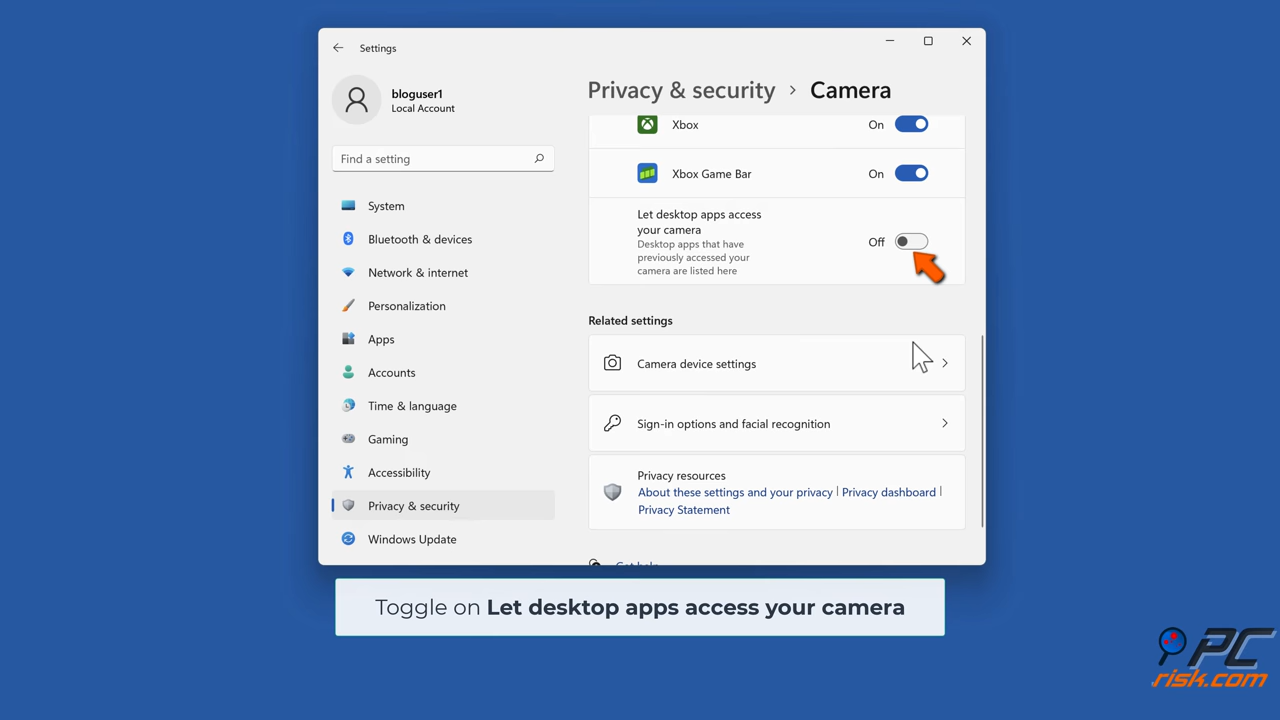 Settings
bloguser1
Local Account
Find a setting
System
Bluetooth & devices
Network & internet
Personalization
Apps
Accounts
Time & language
Gaming
Accessibility
Privacy & security
Windows Update
Privacy & security > Camera
Xbox On
Xbox Game Bar On
Let desktop apps access
your camera
Desktop apps that have
previously accessed your
camera are listed here
Off
Related settings
Camera device settings
Sign-in options and facial recognition
Privacy resources
About these settings and your privacy | Privacy dashboard |
Privacy Statement
Get help
Toggle on Let desktop apps access your camera
PC
risk.com